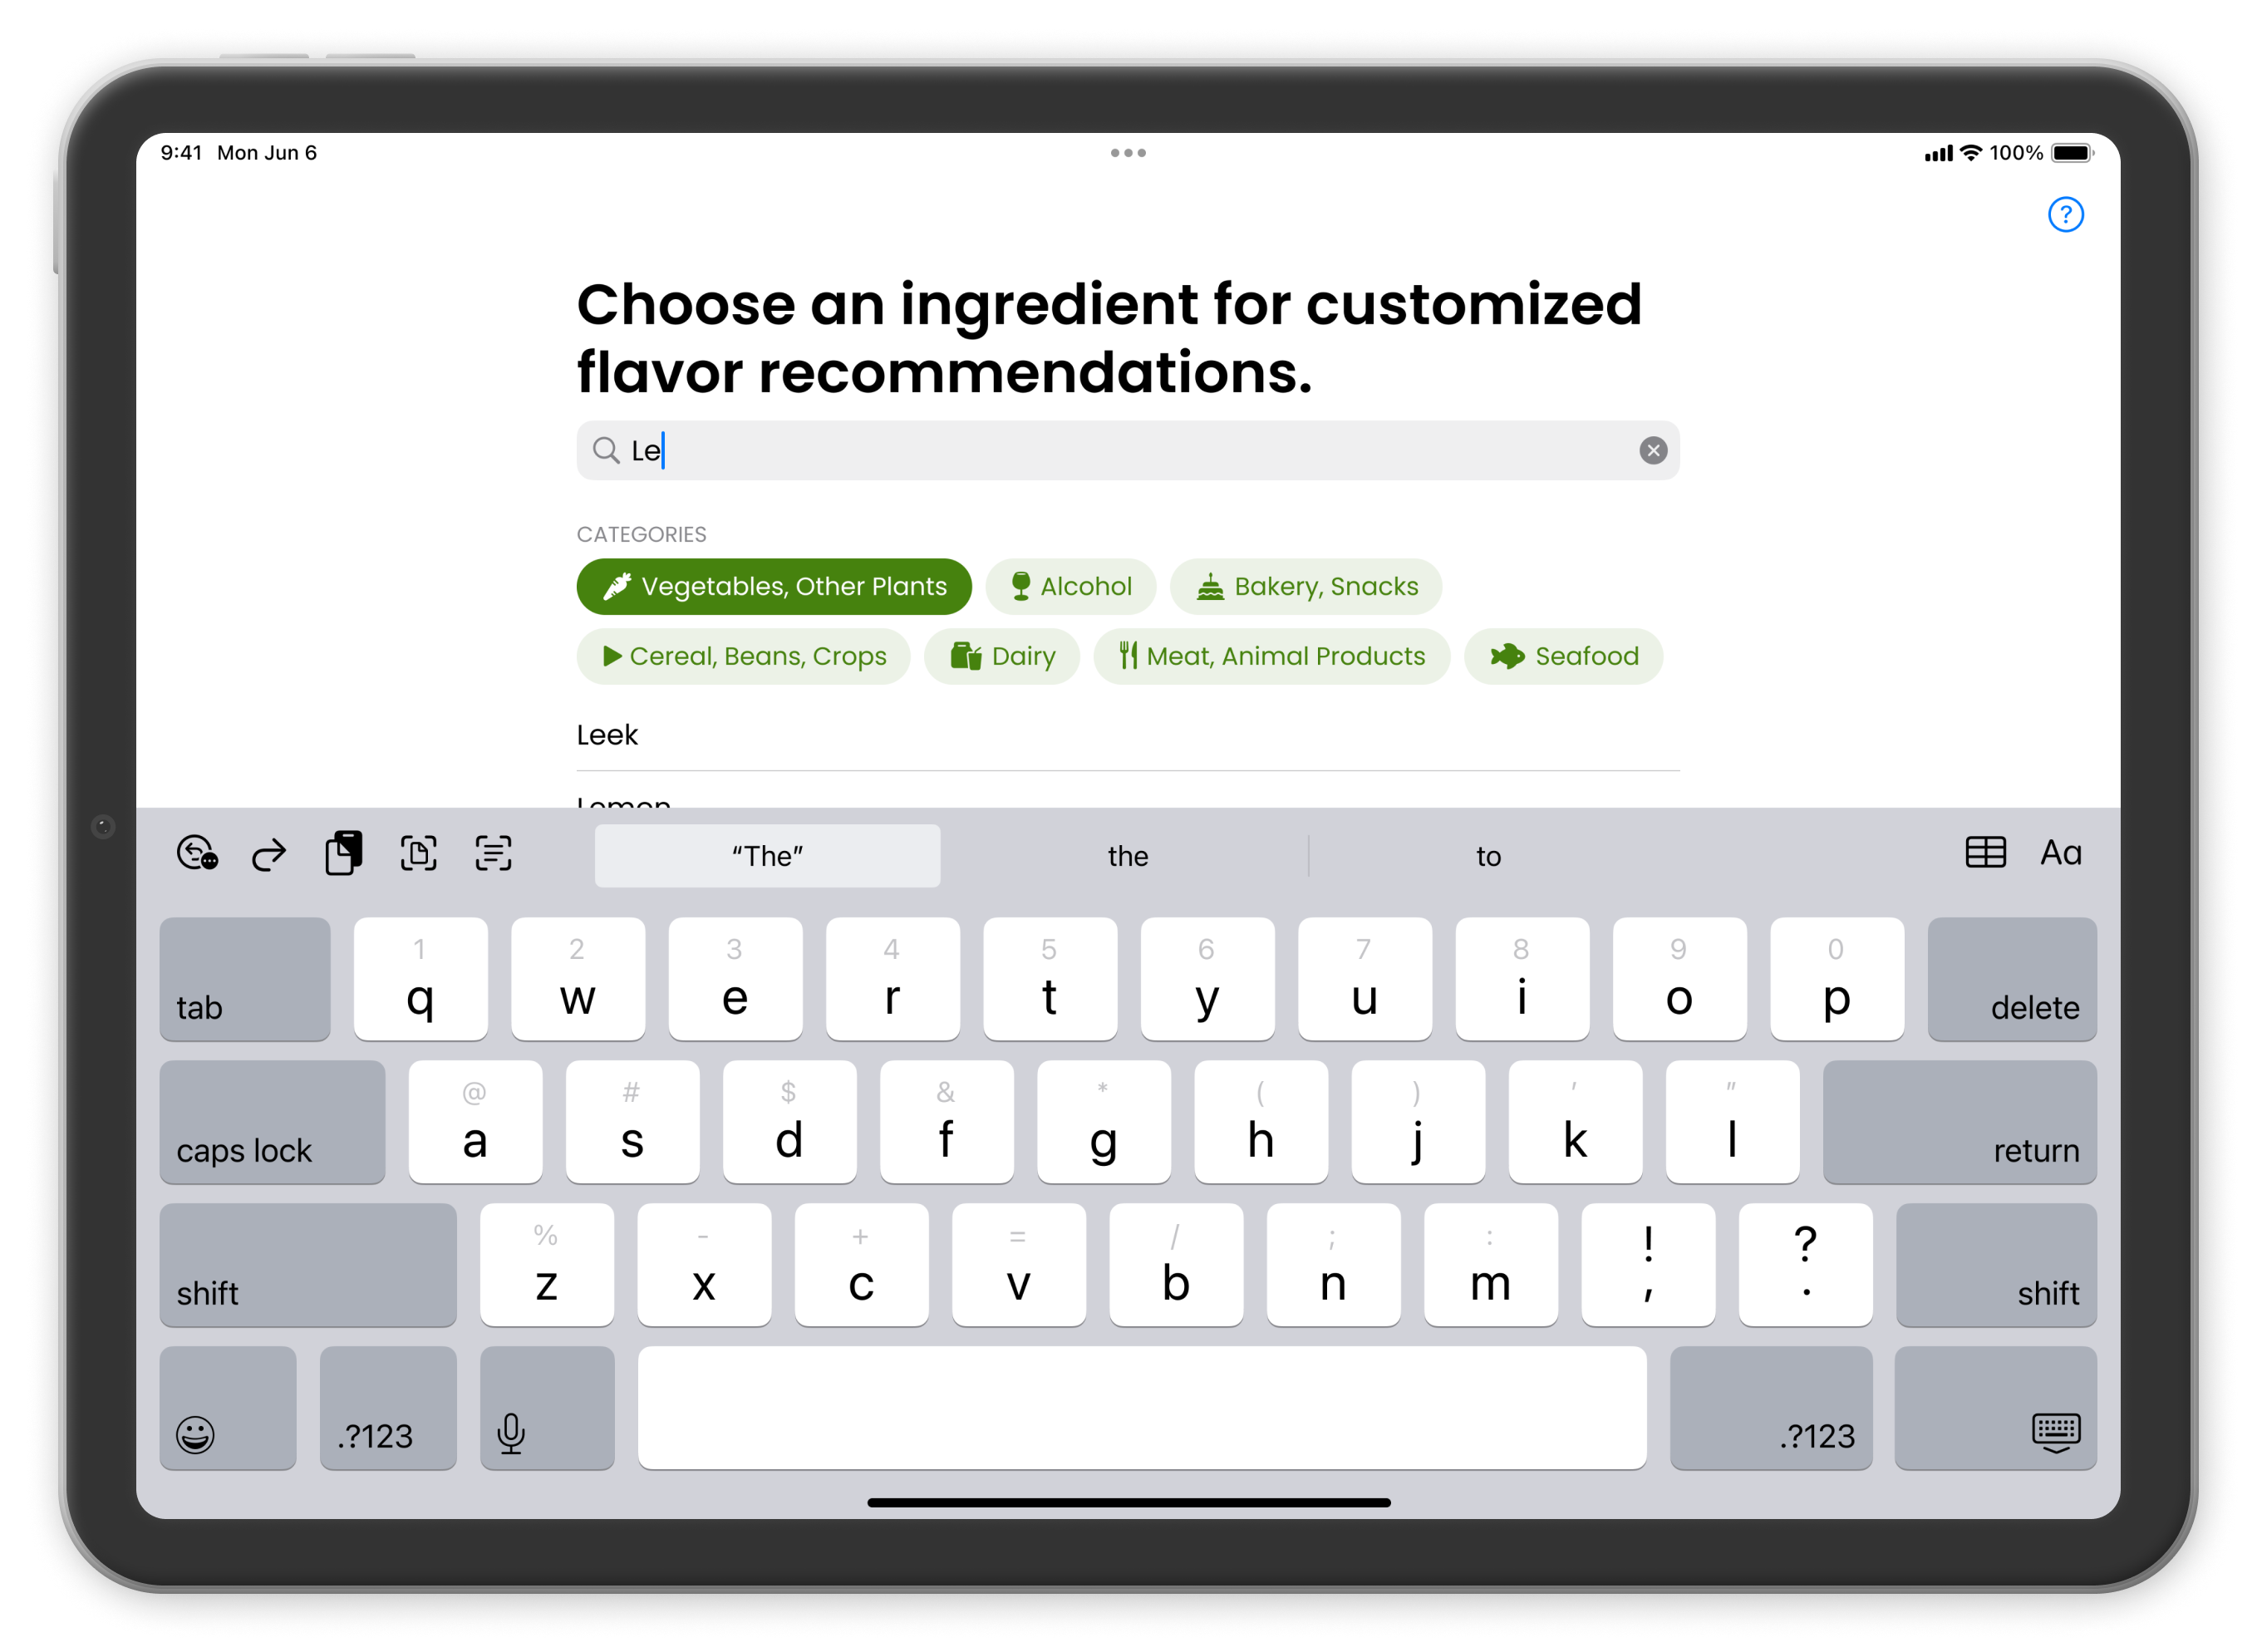 9:41 Mon Jun 6
100%
?
Choose an ingredient for customized
flavor recommendations.
Le
CATEGORIES
Vegetables, Other Plants Alcohol Bakery, Snacks
Cereal, Beans, Crops Dairy Meat, Animal Products Seafood
Leek
Lemon
“The” the to
Aa
1 2 3 4 5 6 7 8 9 0
tab q w e r t y u i o p delete
@ # $ & * ( ) ' "
caps lock a s d f g h j k l return
% - + = / ; : ! ?
shift z x c v b n m , . shift
.?123 .?123